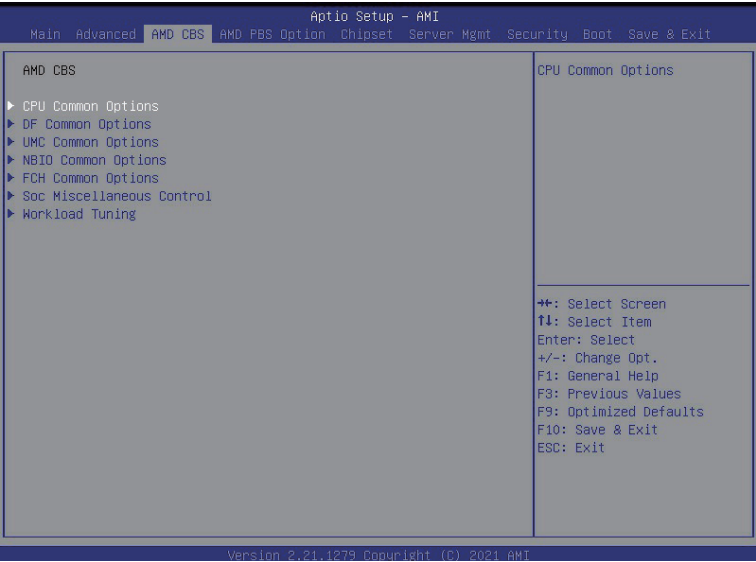 Aptio Setup – AMI
Main Advanced AMD CBS AMD PBS Option Chipset Server Mgmt Security Boot Save & Exit
AMD CBS
CPU Common Options
DF Common Options
UMC Common Options
NBIO Common Options
FCH Common Options
Soc Miscellaneous Control
Workload Tuning
CPU Common Options
→←: Select Screen
↑↓: Select Item
Enter: Select
+/-: Change Opt.
F1: General Help
F3: Previous Values
F9: Optimized Defaults
F10: Save & Exit
ESC: Exit
Version 2.21.1279 Copyright (C) 2021 AMI